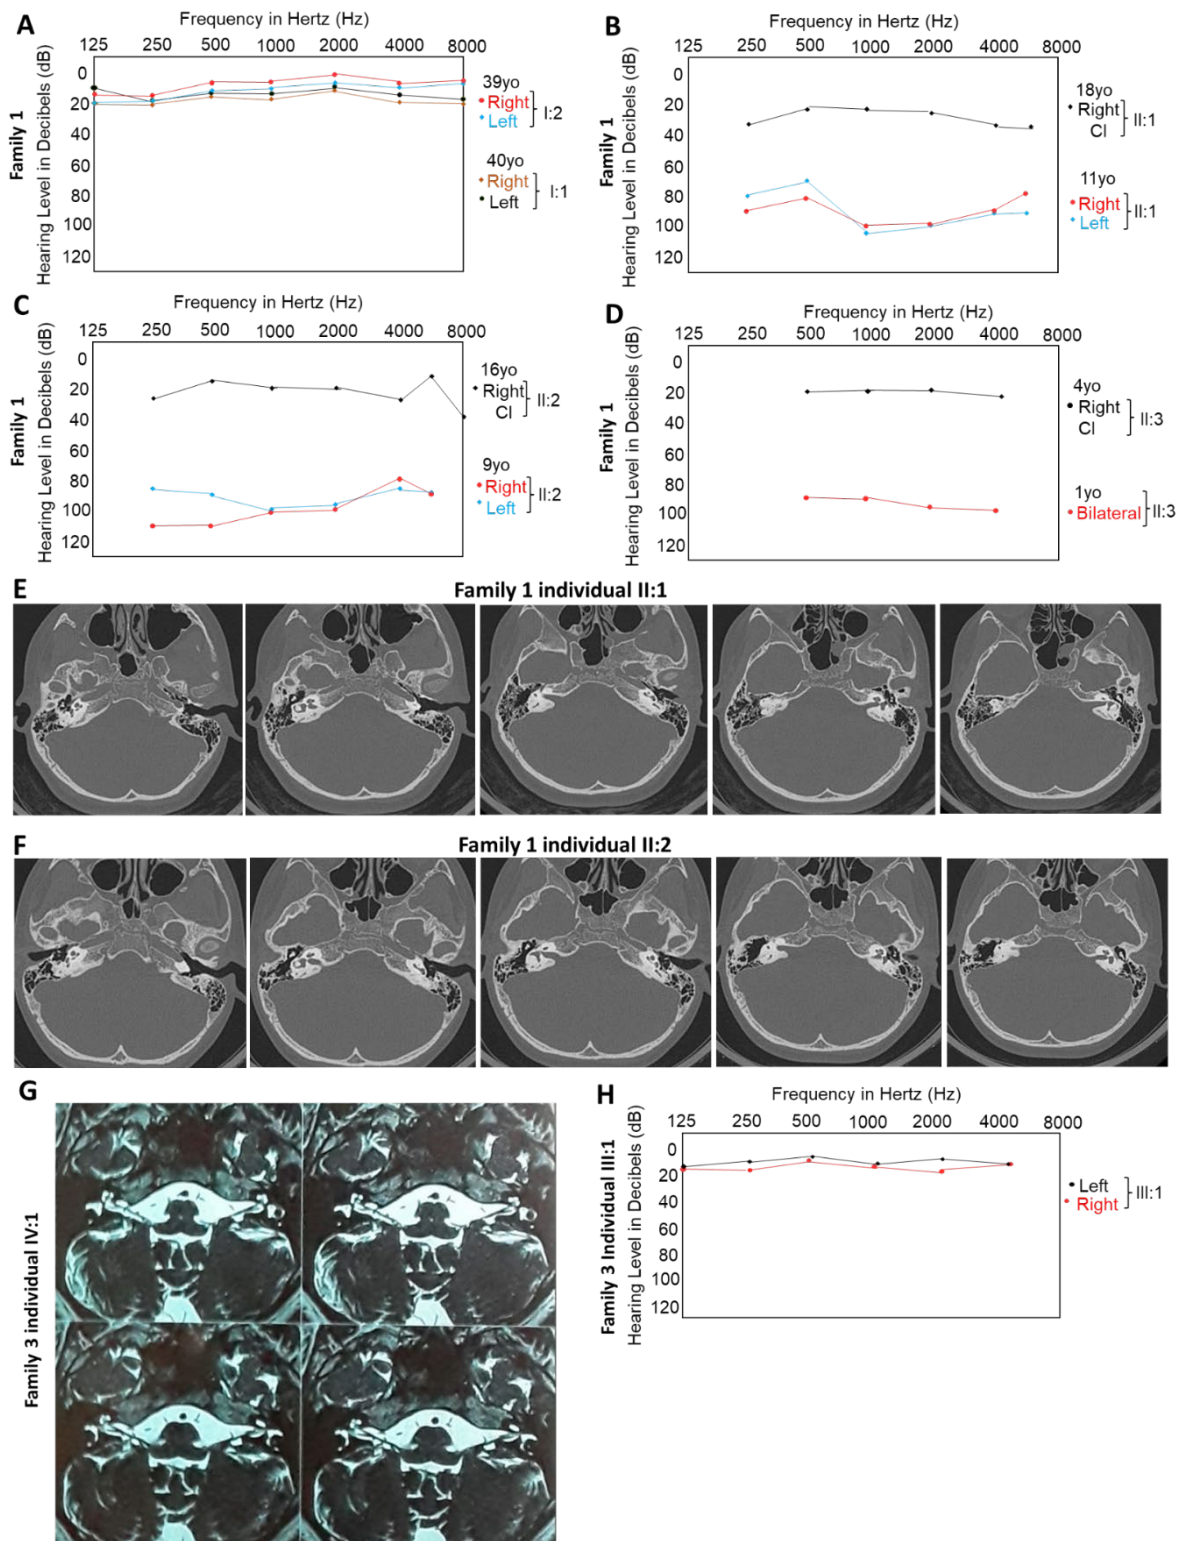 A
Frequency in Hertz (Hz)
125 250 500 1000 2000 4000 8000
Family 1
Hearing Level in Decibels (dB)
0
20
40
60
80
100
120
39yo
Right
Left
I:2
40yo
Right
Left
I:1
B
Frequency in Hertz (Hz)
125 250 500 1000 2000 4000 8000
Family 1
Hearing Level in Decibels (dB)
0
20
40
60
80
100
120
18yo
Right
CI
II:1
11yo
Right
Left
II:1
C
Frequency in Hertz (Hz)
125 250 500 1000 2000 4000 8000
Family 1
Hearing Level in Decibels (dB)
0
20
40
60
80
100
120
16yo
Right
CI
II:2
9yo
Right
Left
II:2
D
Frequency in Hertz (Hz)
125 250 500 1000 2000 4000 8000
Family 1
Hearing Level in Decibels (dB)
0
20
40
60
80
100
120
4yo
Right
CI
II:3
1yo
Bilateral
II:3
E
Family 1 individual II:1
F
Family 1 individual II:2
G
Family 3 individual IV:1
H
Frequency in Hertz (Hz)
125 250 500 1000 2000 4000 8000
Family 3 Individual III:1
Hearing Level in Decibels (dB)
0
20
40
60
80
100
120
Left
Right
III:1